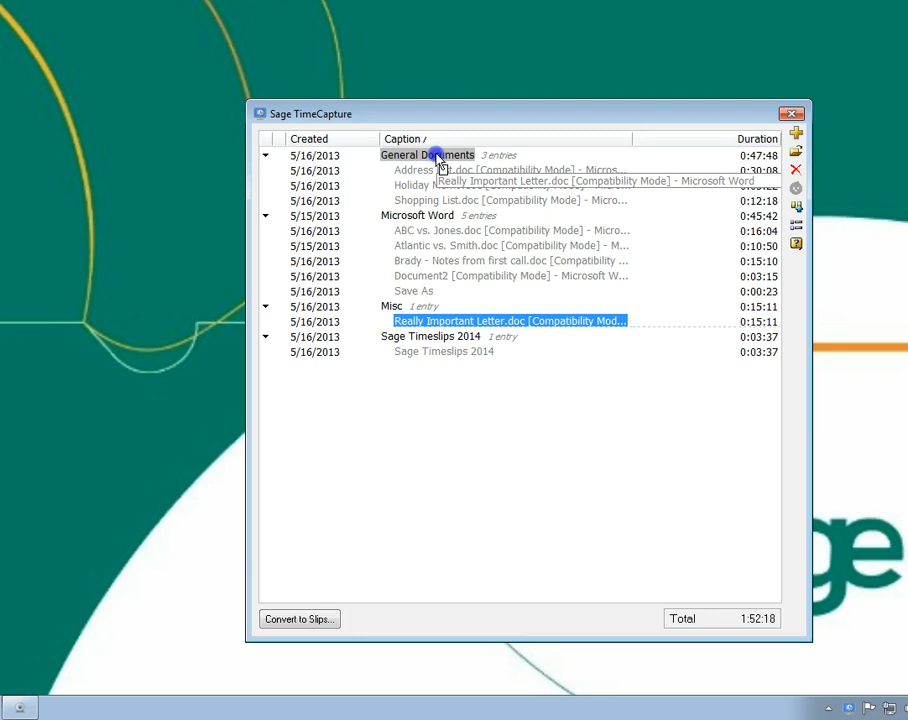 Sage TimeCapture
Created Caption / Duration
5/16/2013 General Documents 3 entries 0:47:48
5/16/2013 Address .doc [Compatibility Mode] - Micros... 0:30:08
Really Important Letter.doc [Compatibility Mode] - Microsoft Word
5/16/2013 Holiday
5/16/2013 Shopping List.doc [Compatibility Mode] - Micro... 0:12:18
5/15/2013 Microsoft Word 5 entries 0:45:42
5/16/2013 ABC vs. Jones.doc [Compatibility Mode] - Micro... 0:16:04
5/15/2013 Atlantic vs. Smith.doc [Compatibility Mode] - M... 0:10:50
5/16/2013 Brady - Notes from first call.doc [Compatibility ... 0:15:10
5/16/2013 Document2 [Compatibility Mode] - Microsoft W... 0:03:15
5/16/2013 Save As 0:00:23
5/16/2013 Misc 1 entry 0:15:11
5/16/2013 Really Important Letter.doc [Compatibility Mod... 0:15:11
5/16/2013 Sage Timeslips 2014 1 entry 0:03:37
5/16/2013 Sage Timeslips 2014 0:03:37
ge
Convert to Slips... Total 1:52:18